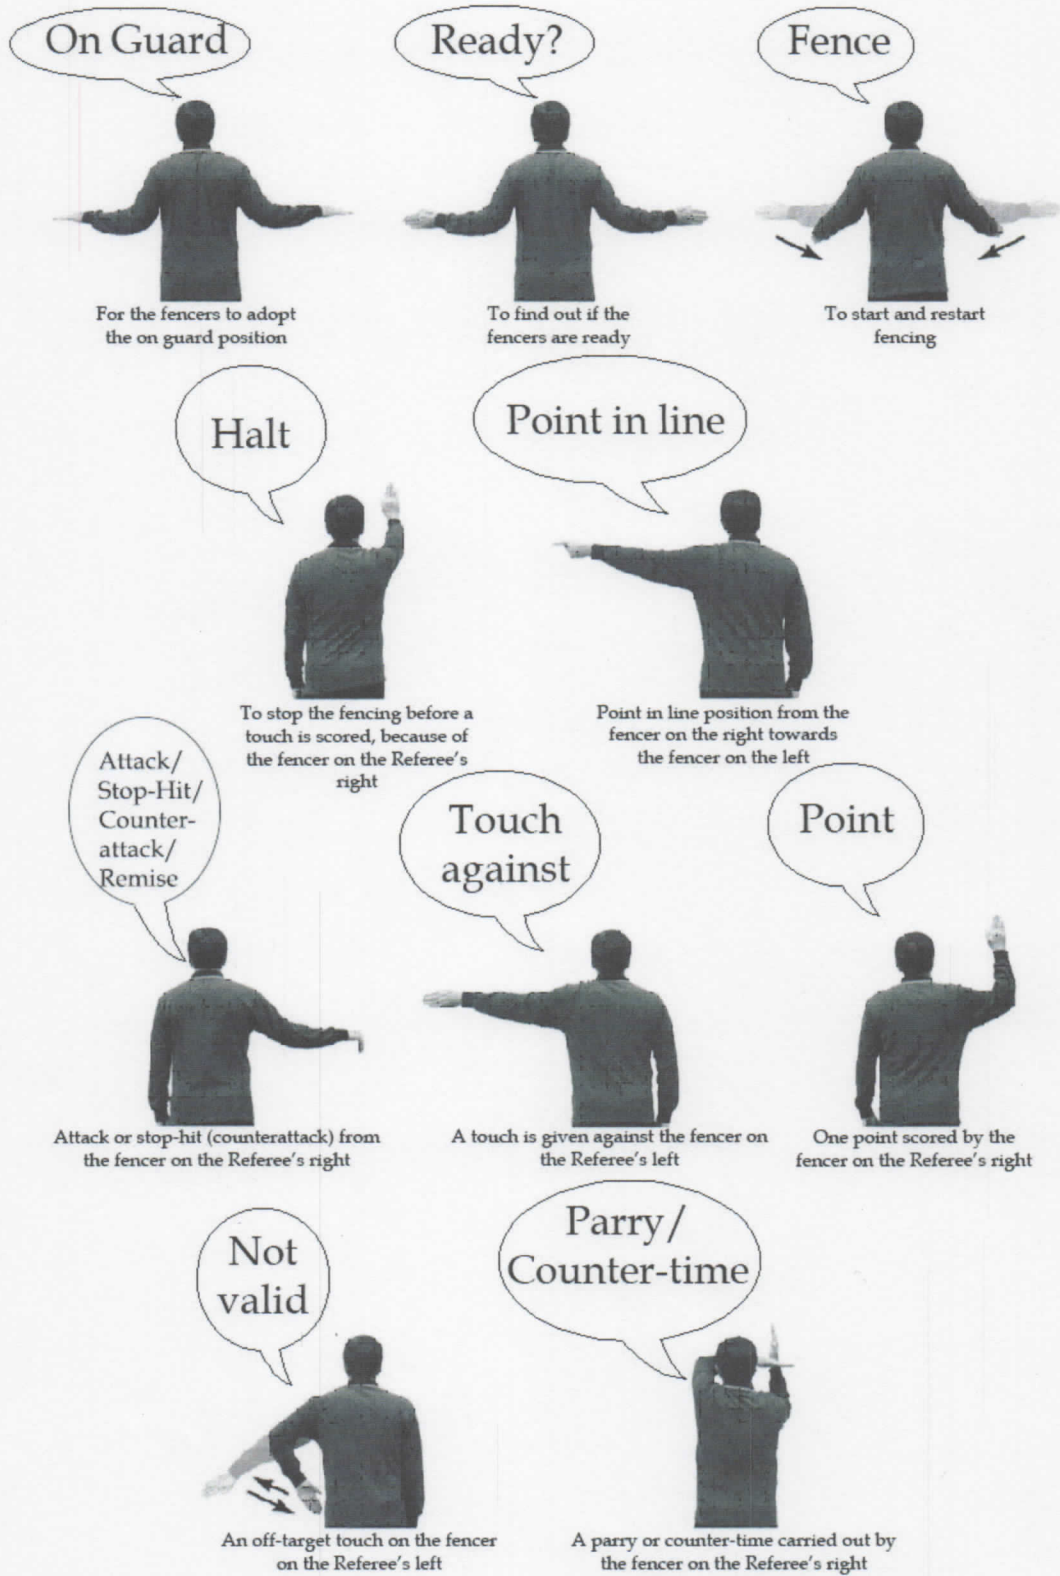 On Guard
Ready?
Fence
For the fencers to adopt
the on guard position
To find out if the
fencers are ready
To start and restart
fencing
Halt
Point in line
To stop the fencing before a
touch is scored, because of
the fencer on the Referee's
right
Point in line position from the
fencer on the right towards
the fencer on the left
Attack/
Stop-Hit/
Counter-
attack/
Remise
Touch
against
Point
Attack or stop-hit (counterattack) from
the fencer on the Referee's right
A touch is given against the fencer on
the Referee's left
One point scored by the
fencer on the Referee's right
Not
valid
Parry/
Counter-time
An off-target touch on the fencer
on the Referee's left
A parry or counter-time carried out by
the fencer on the Referee's right